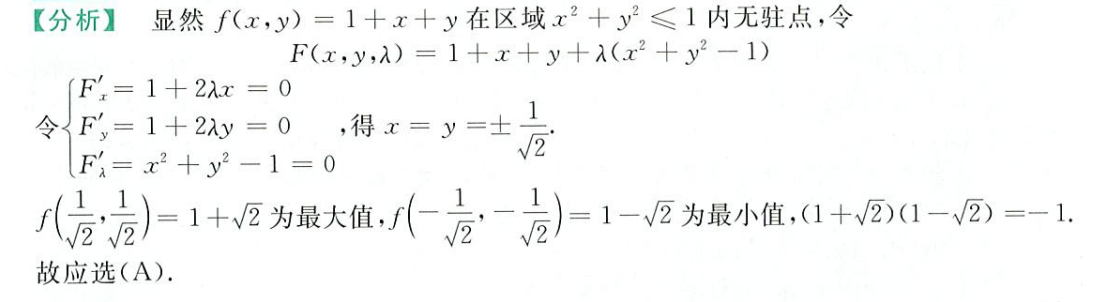 【分析】 显然 f(x,y) = 1+x+y 在区域 x² + y² ≤ 1 内无驻点,令
F(x,y,λ) = 1+x+y+λ(x² + y² − 1)
令{F′ₓ = 1+2λx = 0
F′_y = 1+2λy = 0 ,得 x = y = ±1/√2.
F′_λ = x² + y² − 1 = 0
f(1/√2, 1/√2) = 1+√2 为最大值, f(−1/√2, −1/√2) = 1−√2 为最小值,(1+√2)(1−√2) = −1.
故应选(A).